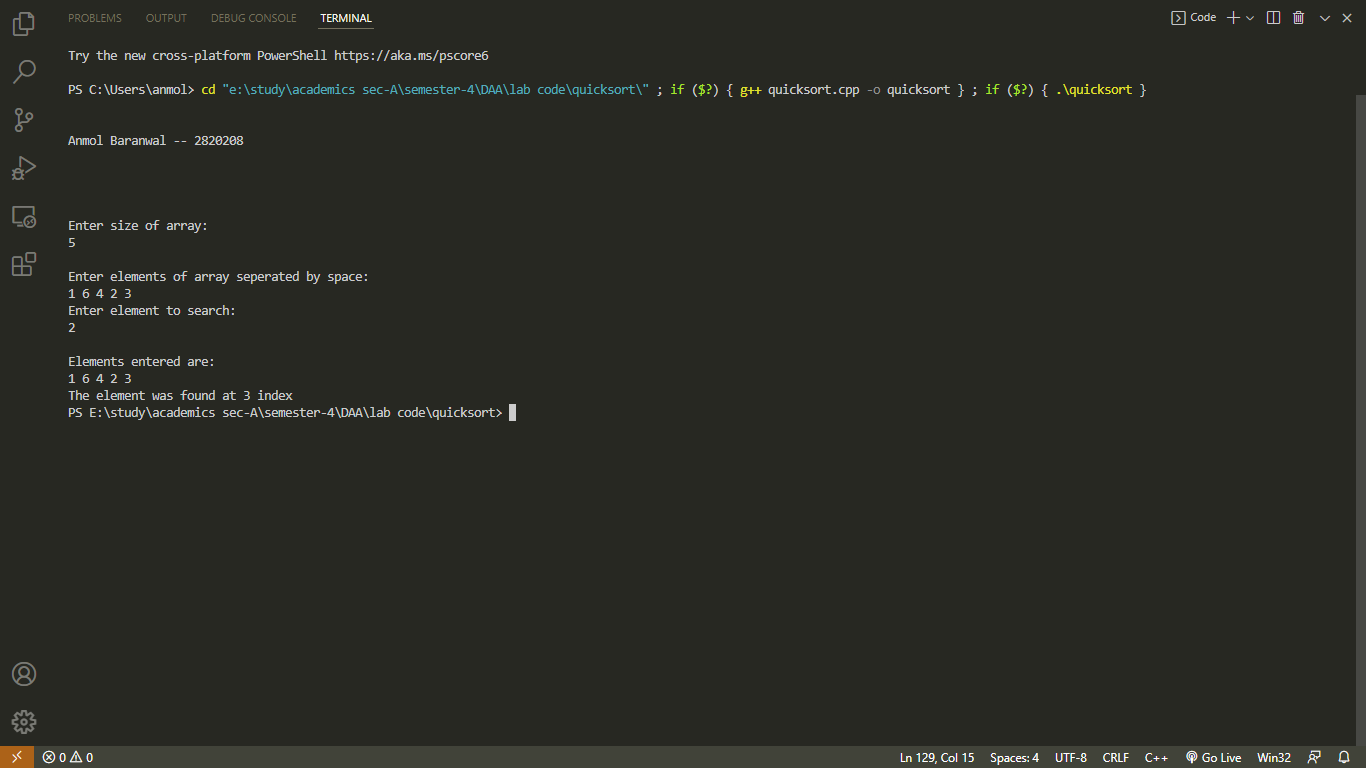 PROBLEMS OUTPUT DEBUG CONSOLE TERMINAL Code
Try the new cross-platform PowerShell https://aka.ms/pscore6
PS C:\Users\anmol> cd "e:\study\academics sec-A\semester-4\DAA\lab code\quicksort\" ; if ($?) { g++ quicksort.cpp -o quicksort } ; if ($?) { .\quicksort }
Anmol Baranwal -- 2820208
Enter size of array:
5
Enter elements of array seperated by space:
1 6 4 2 3
Enter element to search:
2
Elements entered are:
1 6 4 2 3
The element was found at 3 index
PS E:\study\academics sec-A\semester-4\DAA\lab code\quicksort>
0 0 Ln 129, Col 15 Spaces: 4 UTF-8 CRLF C++ Go Live Win32